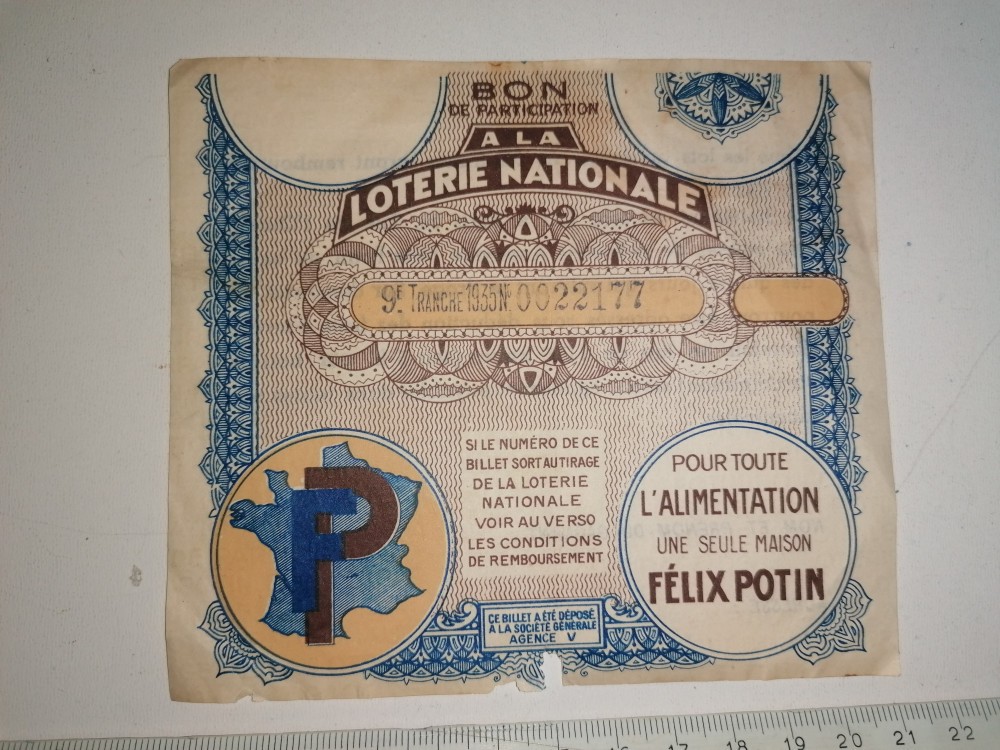 BON
DE PARTICIPATION
A LA
LOTERIE NATIONALE
9E TRANCHE 1935 No 0022177
SI LE NUMÉRO DE CE
BILLET SORT AU TIRAGE
DE LA LOTERIE
NATIONALE
VOIR AU VERSO
LES CONDITIONS
DE REMBOURSEMENT
POUR TOUTE
L'ALIMENTATION
UNE SEULE MAISON
FÉLIX POTIN
FP
CE BILLET A ÉTÉ DÉPOSÉ
A LA SOCIÉTÉ GÉNÉRALE
AGENCE V
17 18 19 20 21 22